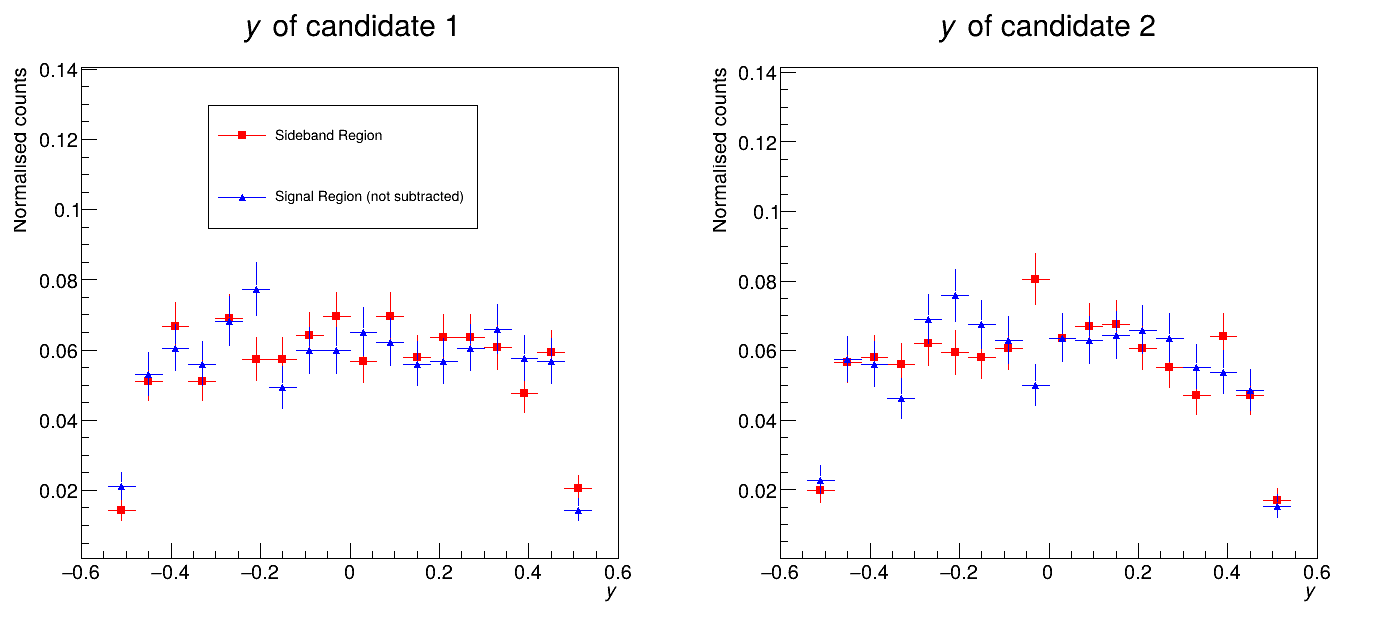 y of candidate 1
Normalised counts
0.14
0.12
0.1
0.08
0.06
0.04
0.02
Sideband Region
Signal Region (not subtracted)
−0.6 −0.4 −0.2 0 0.2 0.4 0.6
y
y of candidate 2
Normalised counts
0.14
0.12
0.1
0.08
0.06
0.04
0.02
−0.6 −0.4 −0.2 0 0.2 0.4 0.6
y